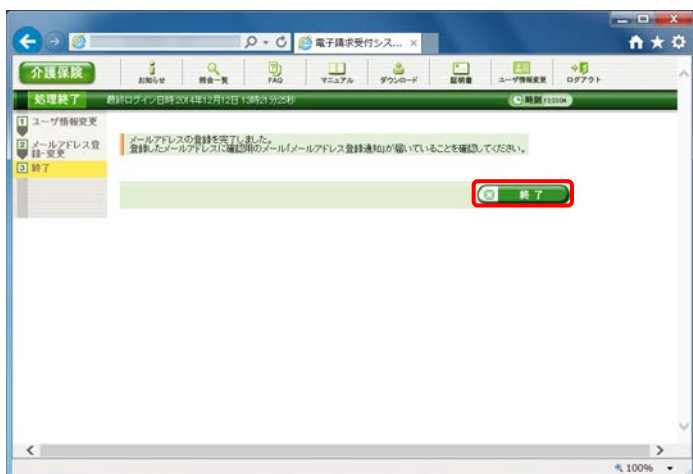 電子請求受付シス... ×
介護保険
お知らせ 照会一覧 FAQ マニュアル ダウンロード 証明書 ユーザ情報変更 ログアウト
処理終了 最終ログイン日時:2014年12月12日 13時21分25秒
時刻
1 ユーザ情報変更
2 メールアドレス登
録・変更
3 終了
メールアドレスの登録を完了しました。
登録したメールアドレスに確認用のメール「メールアドレス登録通知」が届いていることを確認してください。
終了
100%